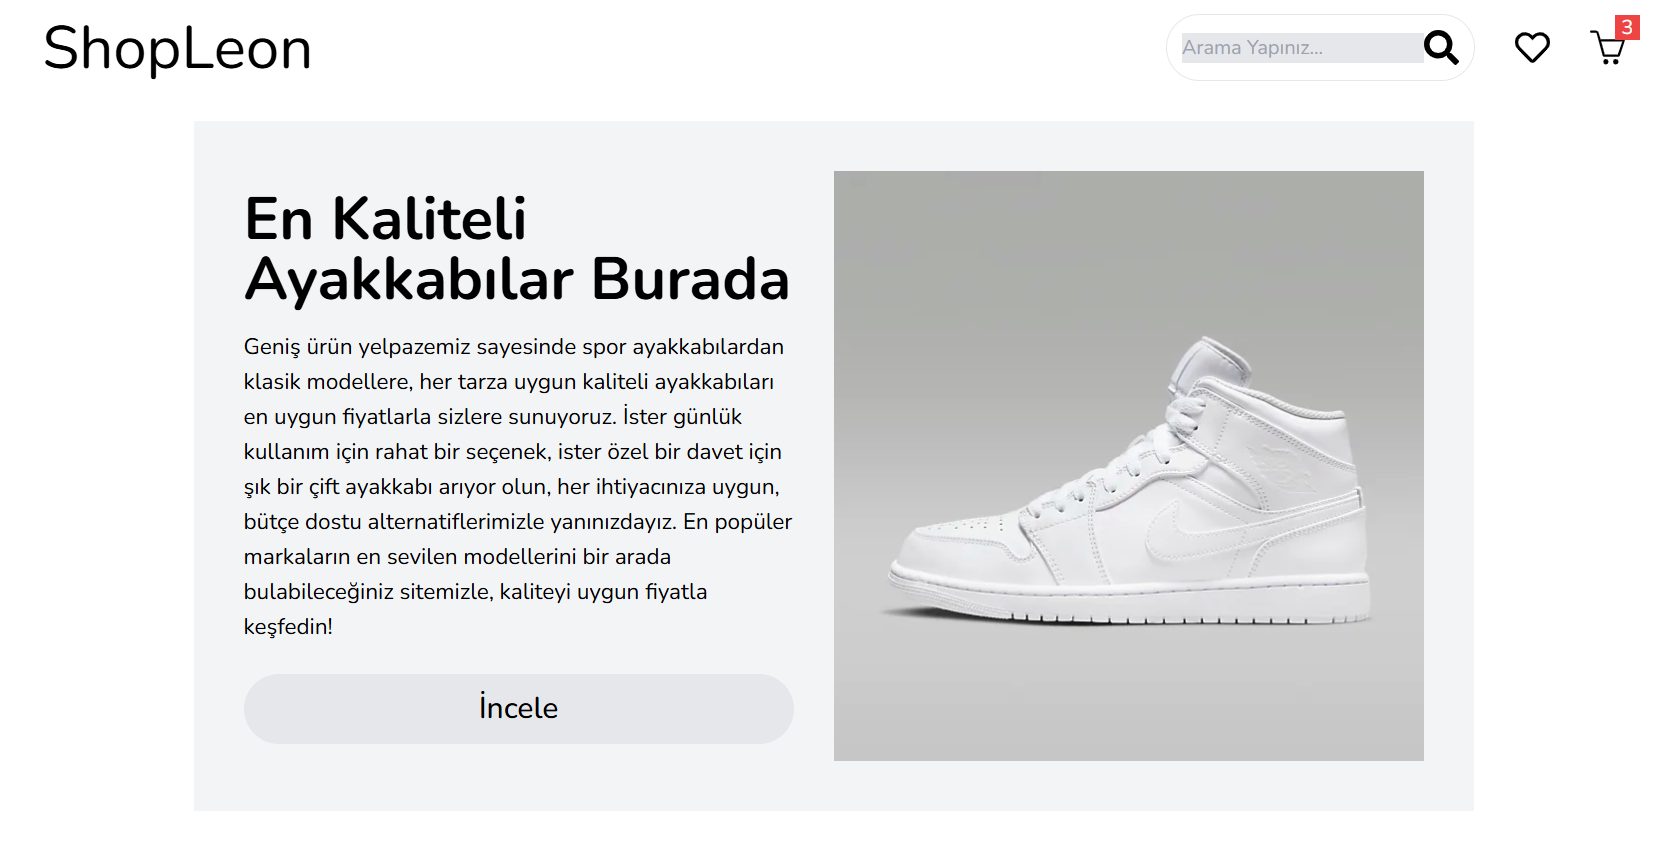 ShopLeon
Arama Yapınız...
3
En Kaliteli
Ayakkabılar Burada
Geniş ürün yelpazemiz sayesinde spor ayakkabılardan
klasik modellere, her tarza uygun kaliteli ayakkabıları
en uygun fiyatlarla sizlere sunuyoruz. İster günlük
kullanım için rahat bir seçenek, ister özel bir davet için
şık bir çift ayakkabı arıyor olun, her ihtiyacınıza uygun,
bütçe dostu alternatiflerimizle yanınızdayız. En popüler
markaların en sevilen modellerini bir arada
bulabileceğiniz sitemizle, kaliteyi uygun fiyatla
keşfedin!
İncele